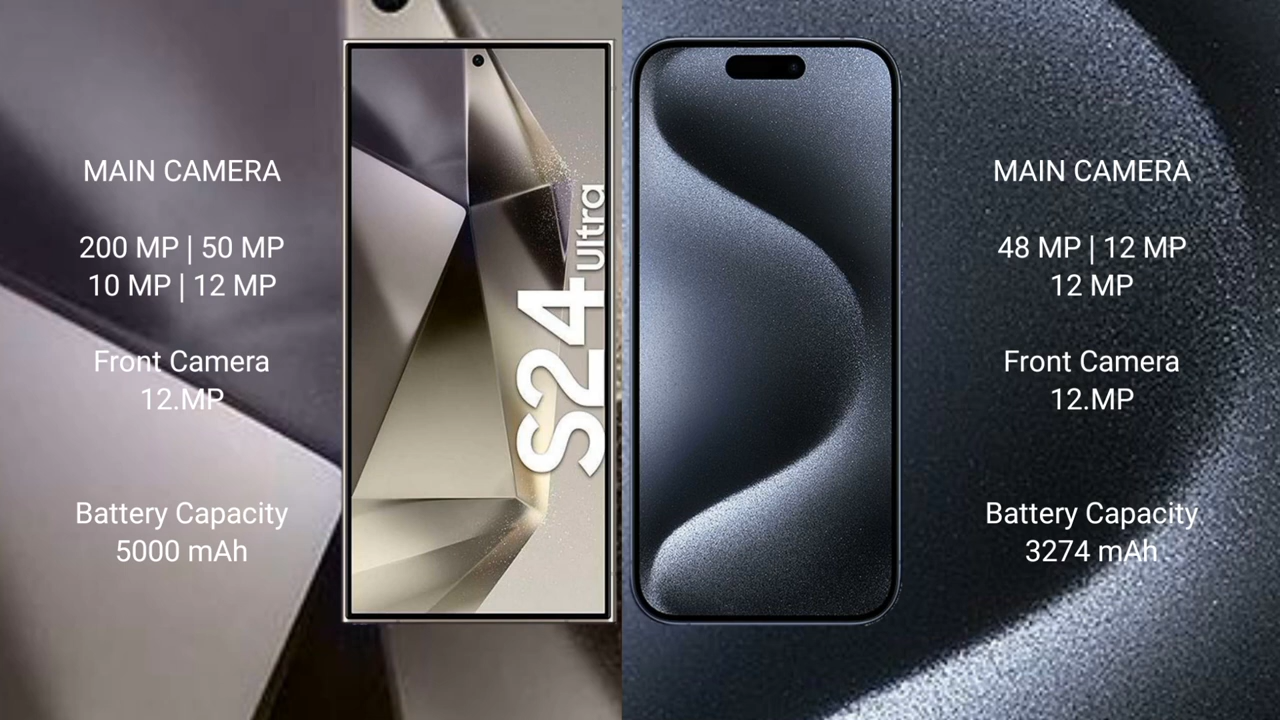 MAIN CAMERA
200 MP | 50 MP
10 MP | 12 MP
Front Camera
12.MP
Battery Capacity
5000 mAh
S24 Ultra
MAIN CAMERA
48 MP | 12 MP
12 MP
Front Camera
12.MP
Battery Capacity
3274 mAh